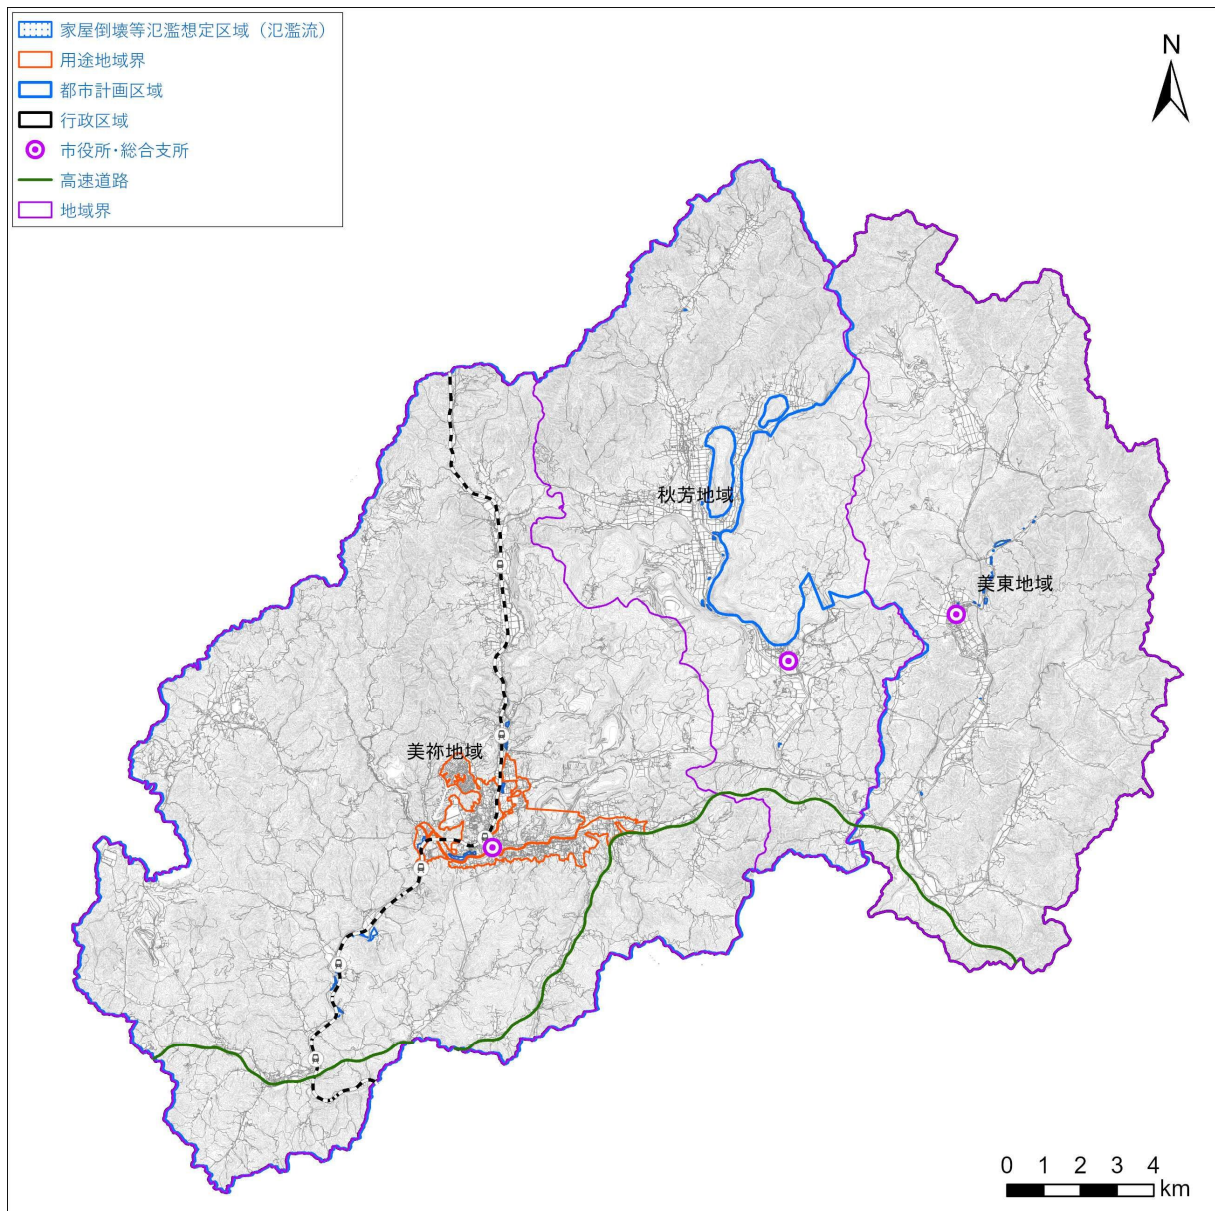 家屋倒壊等氾濫想定区域（氾濫流）
用途地域界
都市計画区域
行政区域
市役所・総合支所
高速道路
地域界
N
秋芳地域
美東地域
美祢地域
0 1 2 3 4
km